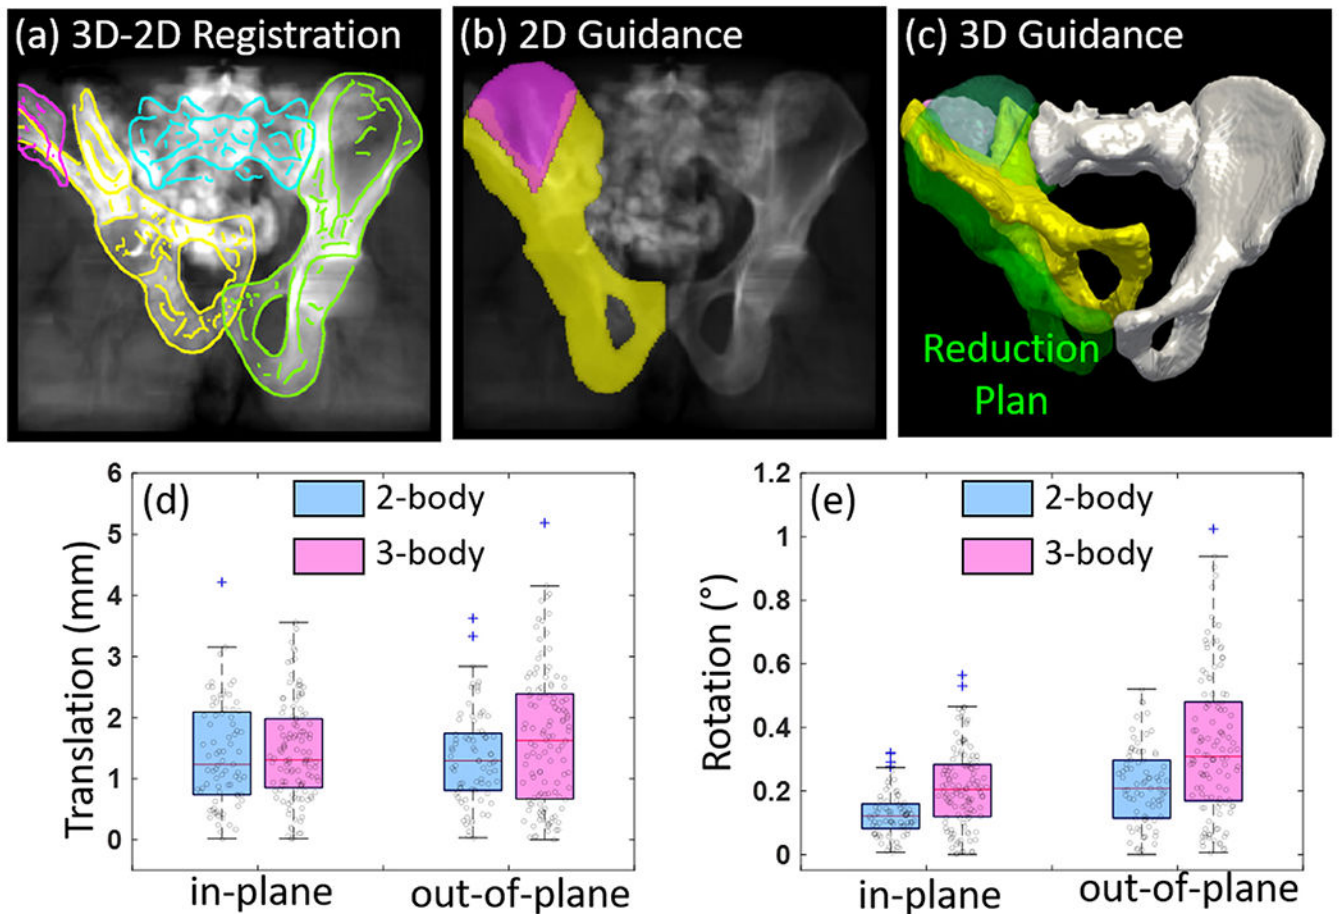 (a) 3D-2D Registration
(b) 2D Guidance
(c) 3D Guidance
Reduction
Plan
(d)
2-body
3-body
Translation (mm)
6
5
4
3
2
1
0
in-plane
out-of-plane
(e)
2-body
3-body
Rotation (°)
1.2
1
0.8
0.6
0.4
0.2
0
in-plane
out-of-plane